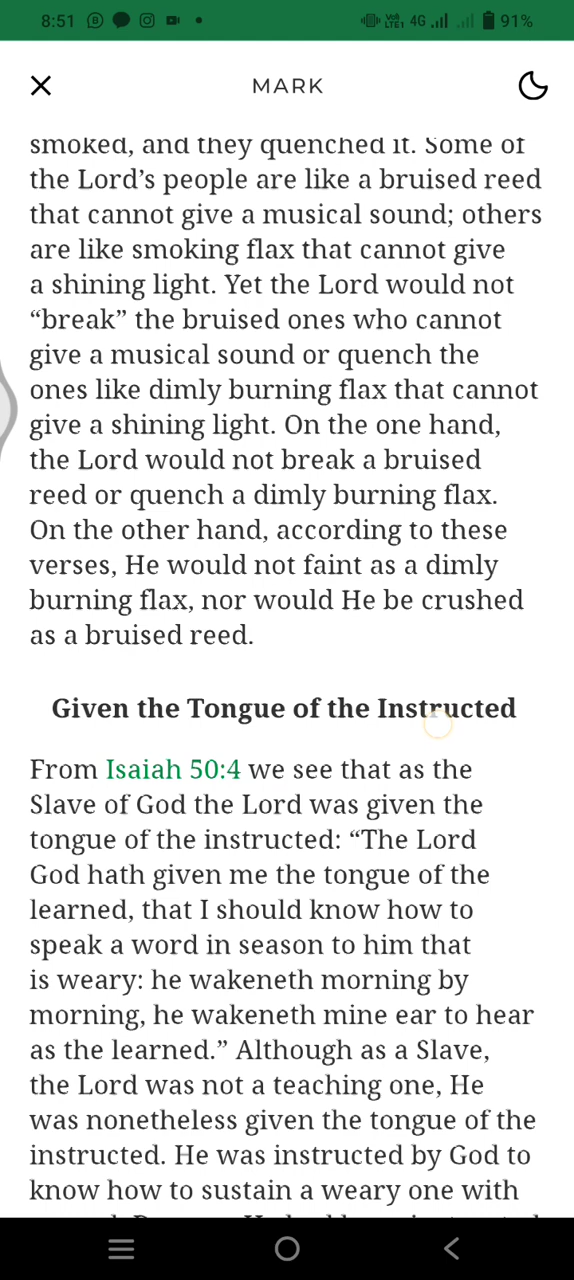 8:51
4G
91%
MARK
smoked, and they quenched it. Some of
the Lord’s people are like a bruised reed
that cannot give a musical sound; others
are like smoking flax that cannot give
a shining light. Yet the Lord would not
“break” the bruised ones who cannot
give a musical sound or quench the
ones like dimly burning flax that cannot
give a shining light. On the one hand,
the Lord would not break a bruised
reed or quench a dimly burning flax.
On the other hand, according to these
verses, He would not faint as a dimly
burning flax, nor would He be crushed
as a bruised reed.
Given the Tongue of the Instructed
From Isaiah 50:4 we see that as the
Slave of God the Lord was given the
tongue of the instructed: “The Lord
God hath given me the tongue of the
learned, that I should know how to
speak a word in season to him that
is weary: he wakeneth morning by
morning, he wakeneth mine ear to hear
as the learned.” Although as a Slave,
the Lord was not a teaching one, He
was nonetheless given the tongue of the
instructed. He was instructed by God to
know how to sustain a weary one with